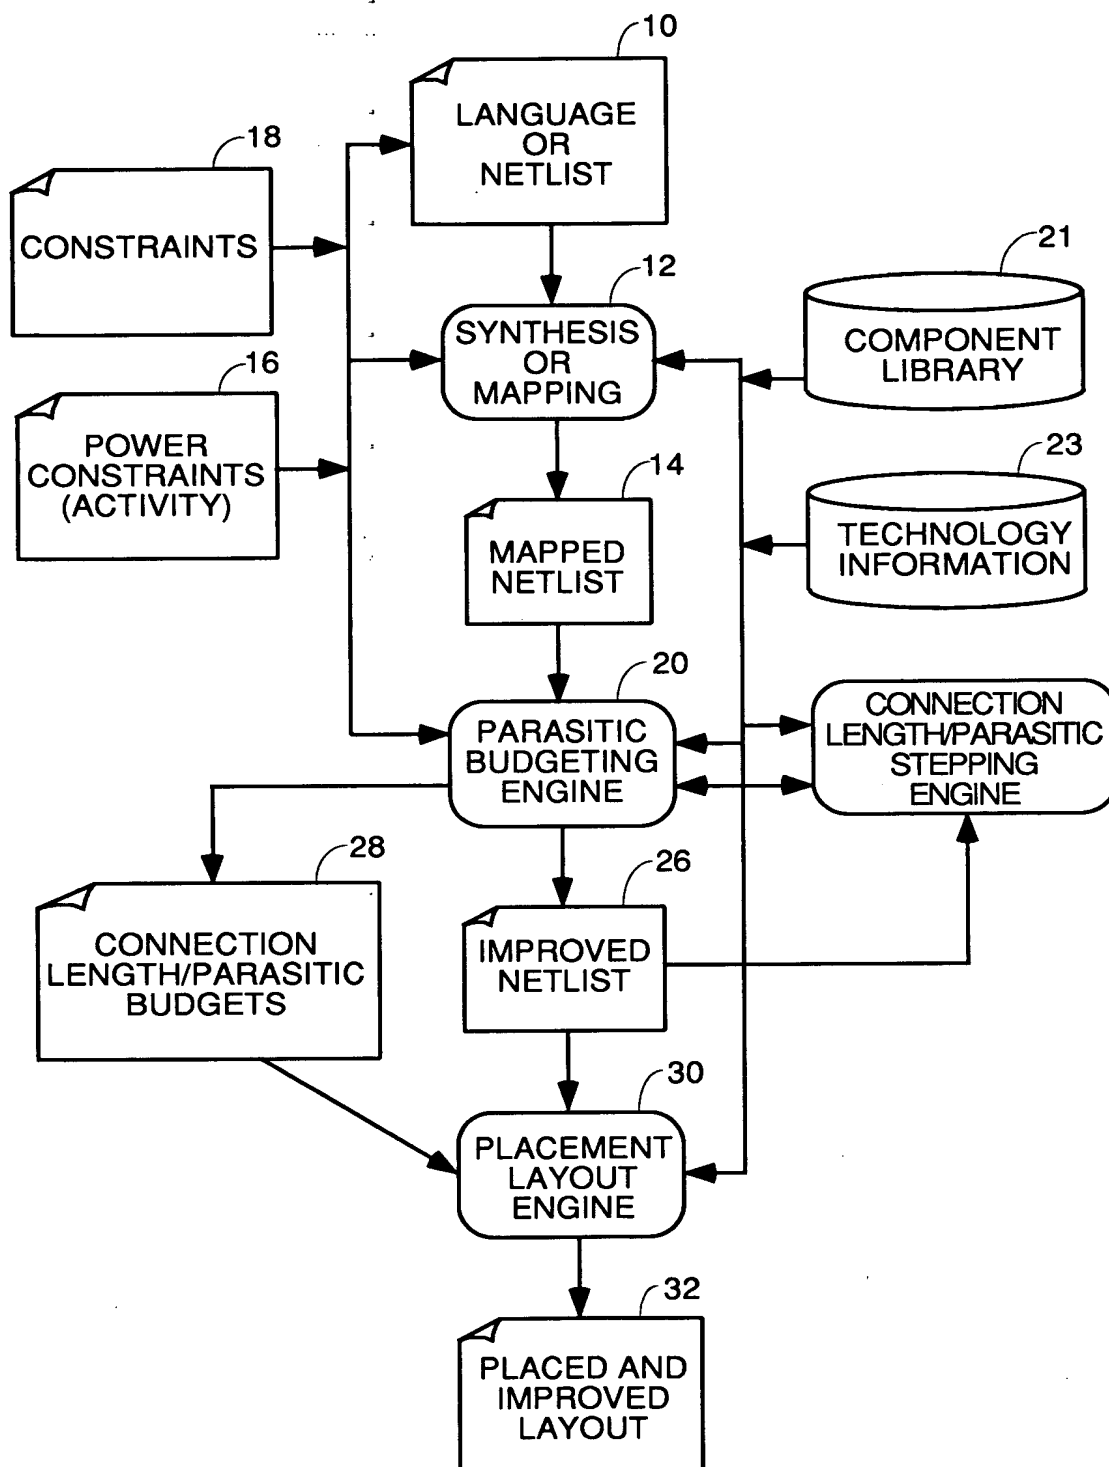 10
LANGUAGE
OR
NETLIST
18
CONSTRAINTS
12
SYNTHESIS
OR
MAPPING
21
COMPONENT
LIBRARY
16
POWER
CONSTRAINTS
(ACTIVITY)
14
MAPPED
NETLIST
23
TECHNOLOGY
INFORMATION
20
PARASITIC
BUDGETING
ENGINE
CONNECTION
LENGTH/PARASITIC
STEPPING
ENGINE
28
CONNECTION
LENGTH/PARASITIC
BUDGETS
26
IMPROVED
NETLIST
30
PLACEMENT
LAYOUT
ENGINE
32
PLACED AND
IMPROVED
LAYOUT